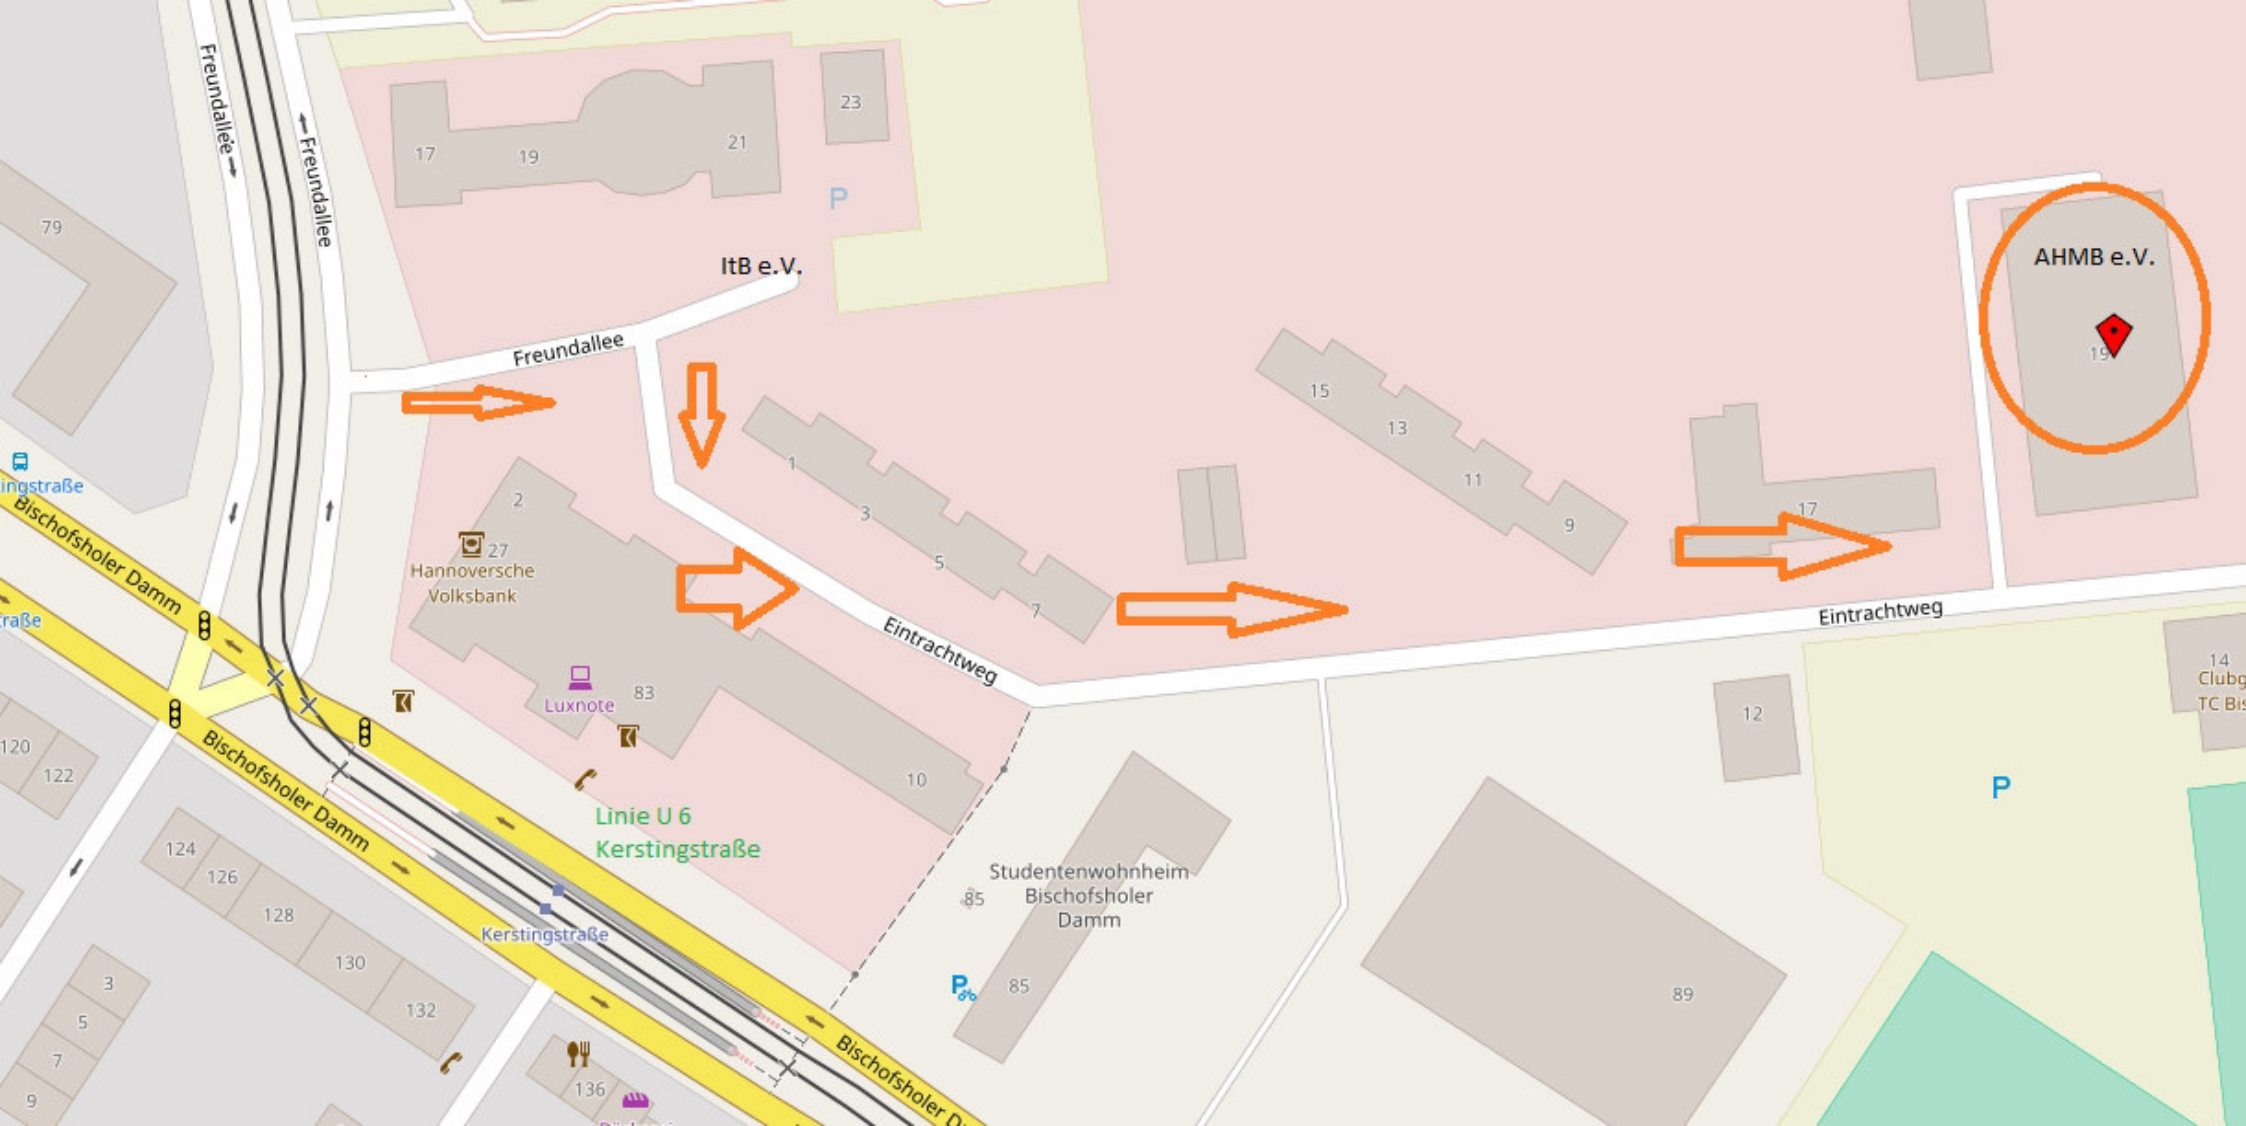 Freundallee
Freundallee
17
19
21
23
P
79
ItB e.V.
AHMB e.V.
19
Freundallee
15
13
11
9
1
3
5
7
17
2
27
Hannoversche
Volksbank
ingstraße
Bischofsholer Damm
raße
Eintrachtweg
Eintrachtweg
Luxnote
83
10
12
14
Clubg
TC Bis
P
120
122
Bischofsholer Damm
Linie U 6
Kerstingstraße
124
126
128
130
132
Kerstingstraße
85
Studentenwohnheim
Bischofsholer
Damm
P
85
89
3
5
7
9
136
Bischofsholer D